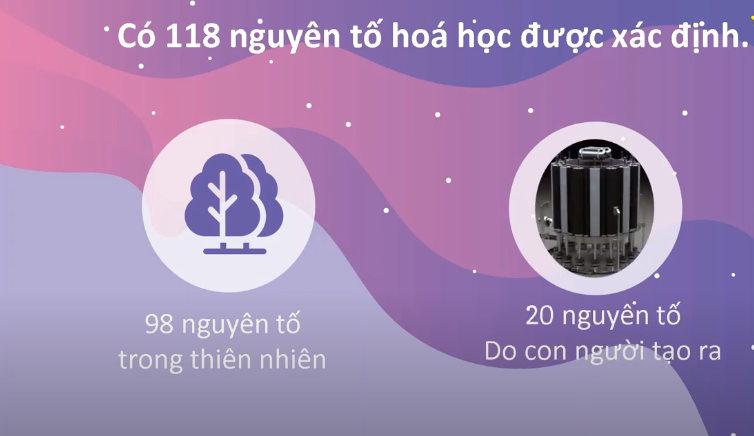 Có 118 nguyên tố hoá học được xác định.
98 nguyên tố
trong thiên nhiên
20 nguyên tố
Do con người tạo ra